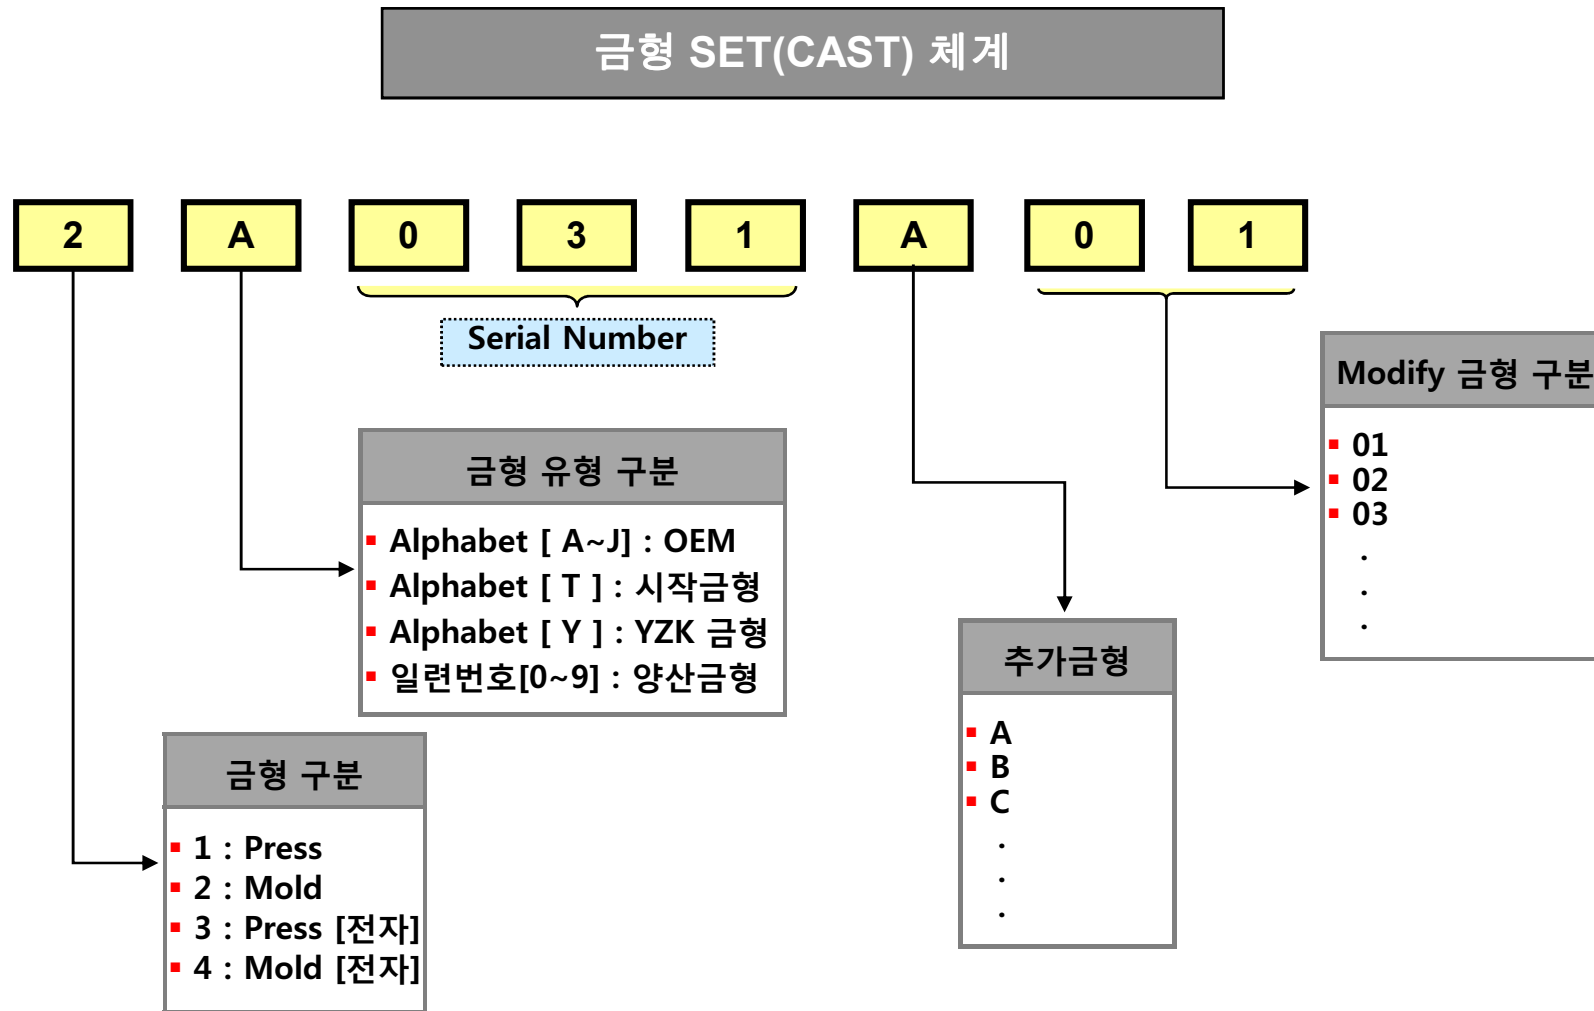 금형 SET(CAST) 체계
2 A 0 3 1 A 0 1
Serial Number
Modify 금형 구분
01
02
03
.
.
.
금형 유형 구분
Alphabet [ A~J] : OEM
Alphabet [ T ] : 시작금형
Alphabet [ Y ] : YZK 금형
일련번호[0~9] : 양산금형
추가금형
A
B
C
.
.
.
금형 구분
1 : Press
2 : Mold
3 : Press [전자]
4 : Mold [전자]